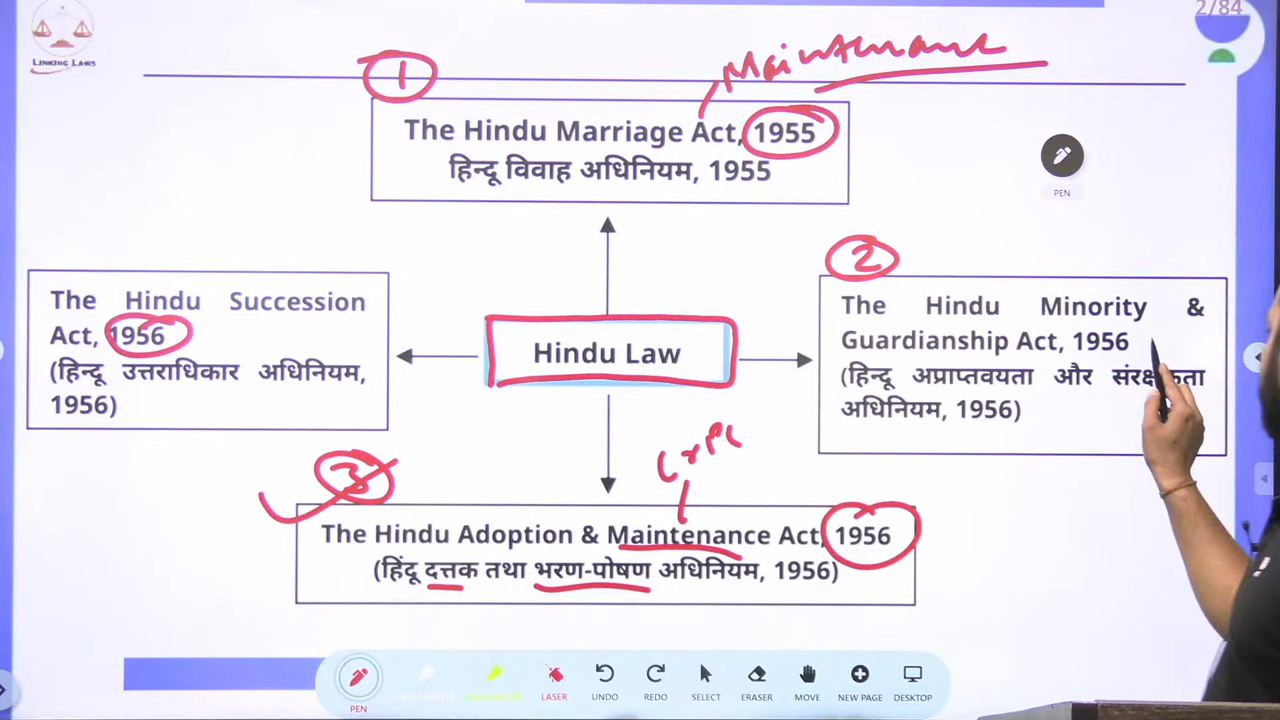 2/84
LINKING LAWS
1
Maintenance
The Hindu Marriage Act, 1955
हिन्दू विवाह अधिनियम, 1955
PEN
The Hindu Succession
Act, 1956
(हिन्दू उत्तराधिकार अधिनियम,
1956)
Hindu Law
2
The Hindu Minority &
Guardianship Act, 1956
(हिन्दू अप्राप्तवयता और
अधिनियम, 1956)
CrPC
3
The Hindu Adoption & Maintenance Act, 1956
(हिंदू दत्तक तथा भरण-पोषण अधिनियम, 1956)
PEN
LASER
UNDO
REDO
SELECT
ERASER
MOVE
NEW PAGE
DESKTOP